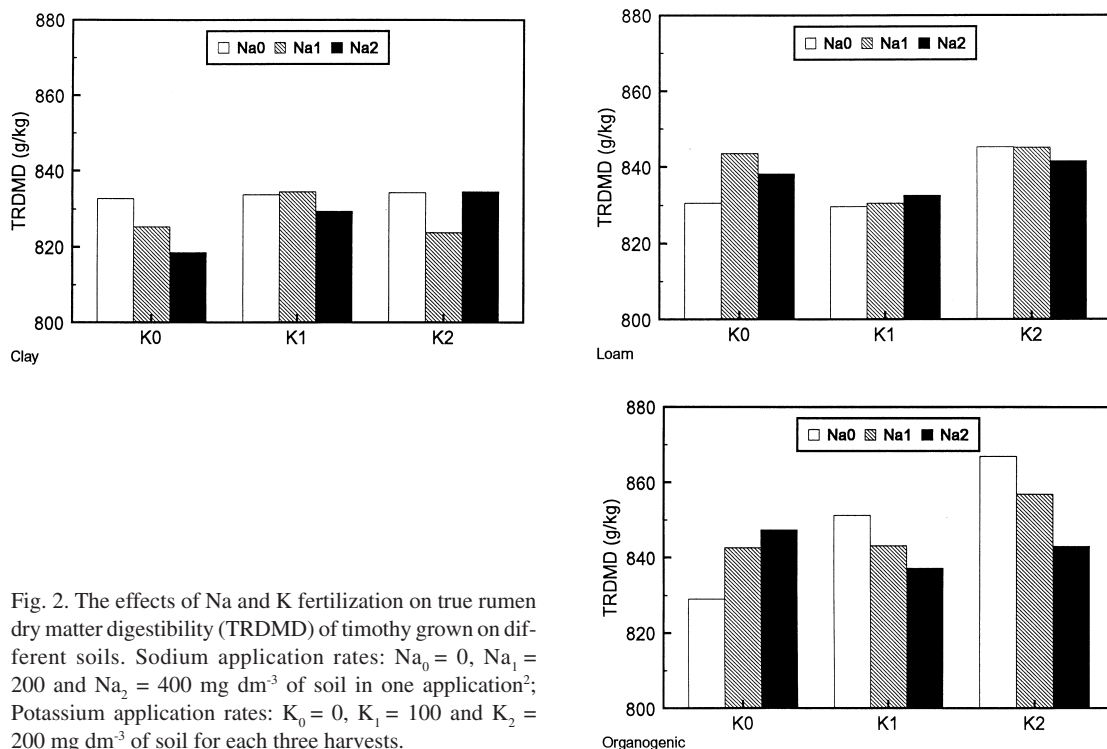 880
860
840
820
800
TRDMD (g/kg)
Na0 Na1 Na2
K0 K1 K2
Clay
880
860
840
820
800
TRDMD (g/kg)
Na0 Na1 Na2
K0 K1 K2
Loam
880
860
840
820
800
TRDMD (g/kg)
Na0 Na1 Na2
K0 K1 K2
Organogenic
Fig. 2. The effects of Na and K fertilization on true rumen
dry matter digestibility (TRDMD) of timothy grown on dif-
ferent soils. Sodium application rates: Na₀ = 0, Na₁ =
200 and Na₂ = 400 mg dm⁻³ of soil in one application²;
Potassium application rates: K₀ = 0, K₁ = 100 and K₂ =
200 mg dm⁻³ of soil for each three harvests.